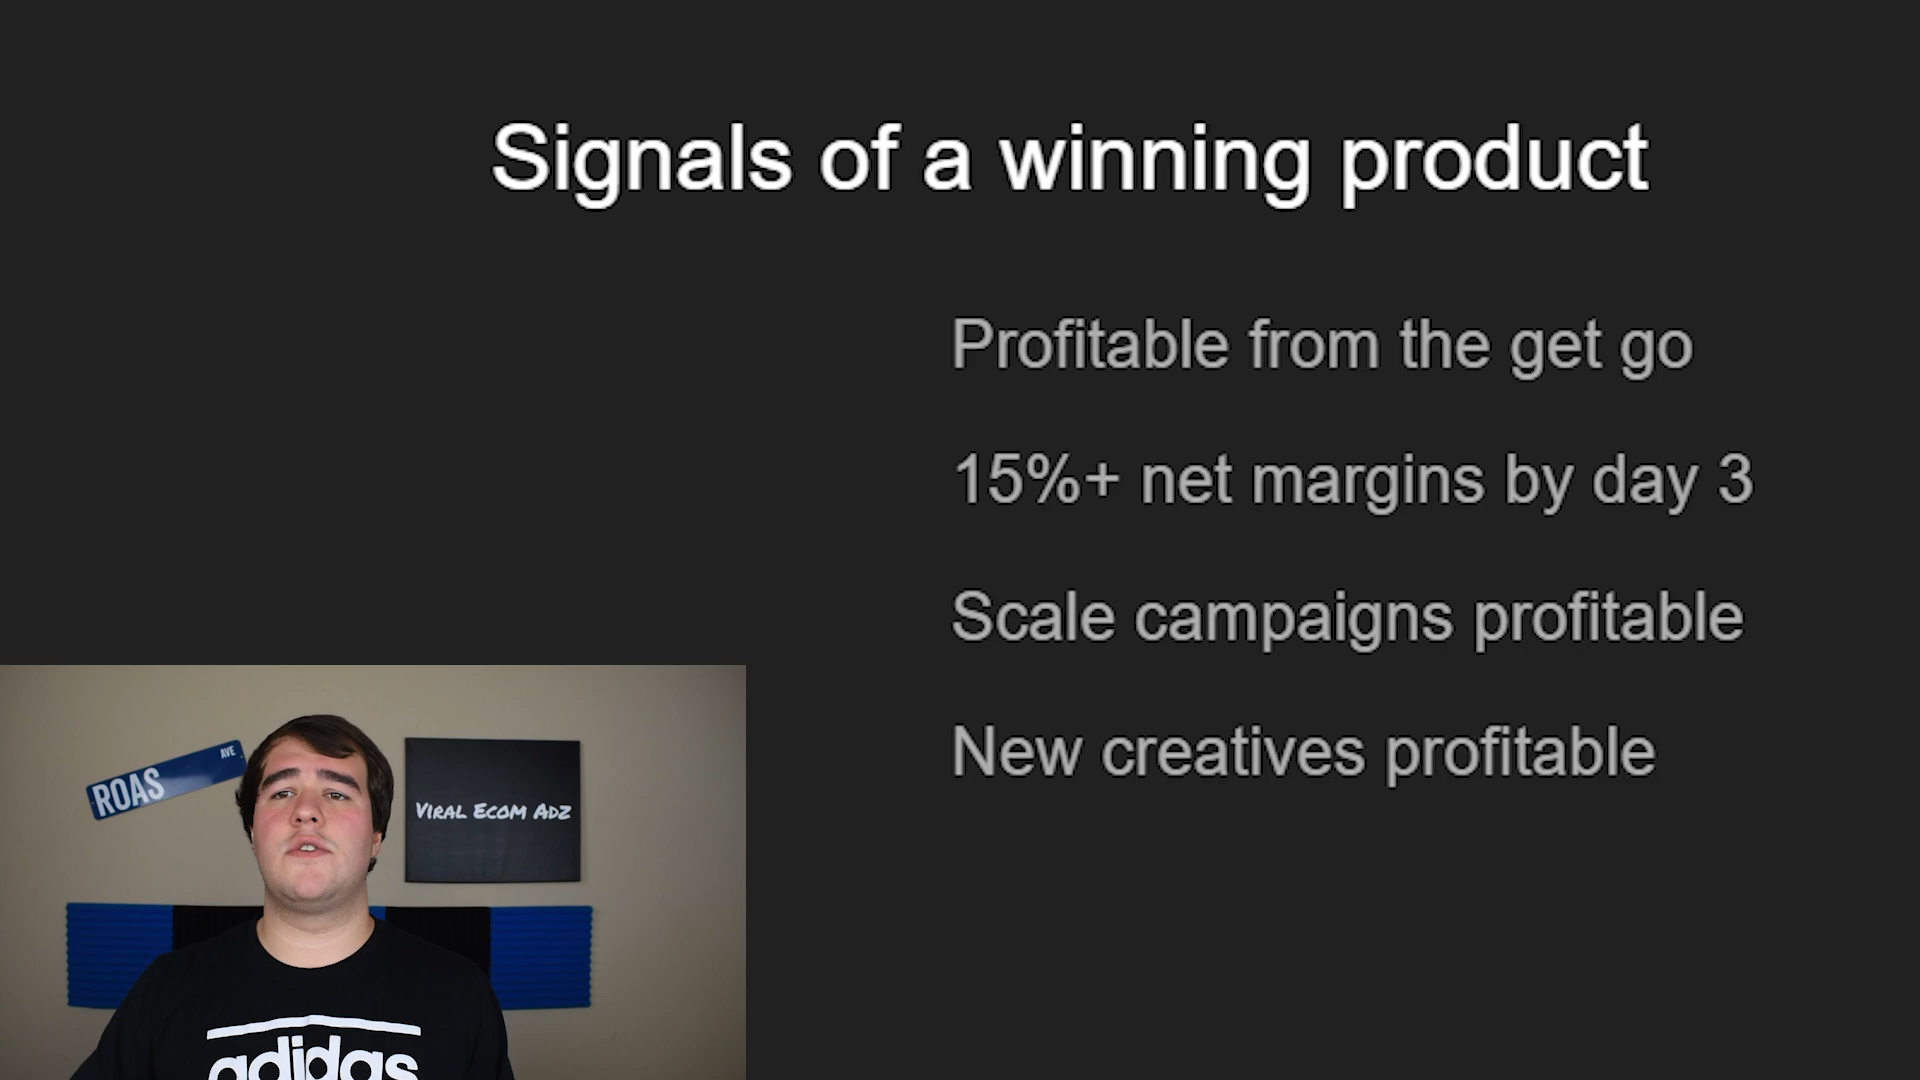 Signals of a winning product
Profitable from the get go
15%+ net margins by day 3
Scale campaigns profitable
New creatives profitable
ROAS AVE
VIRAL ECOM ADZ
adidas